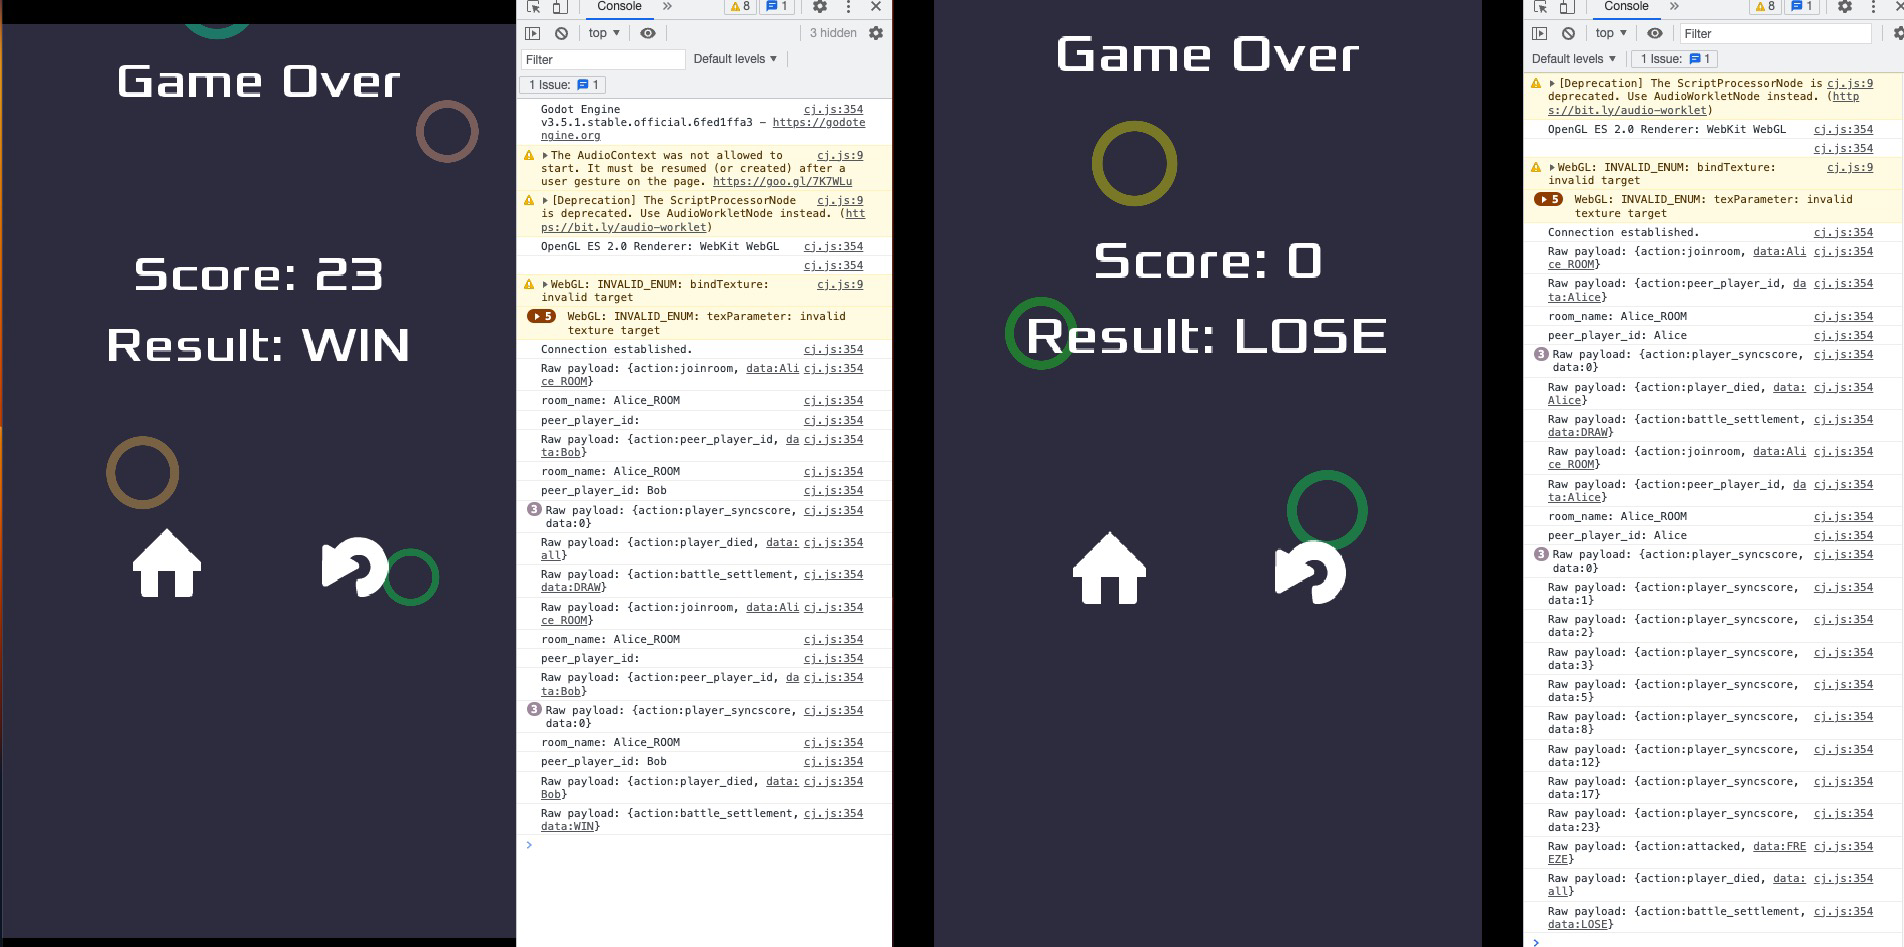 Game Over
Score: 23
Result: WIN
Console
»
8
1
top ▼
3 hidden
Filter
Default levels ▼
1 Issue: 1
Godot Engine cj.js:354
v3.5.1.stable.official.6fed1ffa3 – https://godote
ngine.org
The AudioContext was not allowed to cj.js:9
start. It must be resumed (or created) after a
user gesture on the page. https://goo.gl/7K7WLu
[Deprecation] The ScriptProcessorNode cj.js:9
is deprecated. Use AudioWorkletNode instead. (htt
ps://bit.ly/audio-worklet)
OpenGL ES 2.0 Renderer: WebKit WebGL cj.js:354
cj.js:354
WebGL: INVALID_ENUM: bindTexture: cj.js:9
invalid target
5 WebGL: INVALID_ENUM: texParameter: invalid
texture target
Connection established. cj.js:354
Raw payload: {action:joinroom, data:Ali cj.js:354
ce_ROOM}
room_name: Alice_ROOM cj.js:354
peer_player_id: cj.js:354
Raw payload: {action:peer_player_id, da cj.js:354
ta:Bob}
room_name: Alice_ROOM cj.js:354
peer_player_id: Bob cj.js:354
3 Raw payload: {action:player_syncscore, cj.js:354
data:0}
Raw payload: {action:player_died, data: cj.js:354
all}
Raw payload: {action:battle_settlement, cj.js:354
data:DRAW}
Raw payload: {action:joinroom, data:Ali cj.js:354
ce_ROOM}
room_name: Alice_ROOM cj.js:354
peer_player_id: cj.js:354
Raw payload: {action:peer_player_id, da cj.js:354
ta:Bob}
3 Raw payload: {action:player_syncscore, cj.js:354
data:0}
room_name: Alice_ROOM cj.js:354
peer_player_id: Bob cj.js:354
Raw payload: {action:player_died, data: cj.js:354
Bob}
Raw payload: {action:battle_settlement, cj.js:354
data:WIN}
>
Game Over
Score: 0
Result: LOSE
Console
»
8
1
top ▼
Filter
Default levels ▼
1 Issue: 1
[Deprecation] The ScriptProcessorNode is cj.js:9
deprecated. Use AudioWorkletNode instead. (http
s://bit.ly/audio-worklet)
OpenGL ES 2.0 Renderer: WebKit WebGL cj.js:354
cj.js:354
WebGL: INVALID_ENUM: bindTexture: cj.js:9
invalid target
5 WebGL: INVALID_ENUM: texParameter: invalid
texture target
Connection established. cj.js:354
Raw payload: {action:joinroom, data:Ali cj.js:354
ce_ROOM}
Raw payload: {action:peer_player_id, da cj.js:354
ta:Alice}
room_name: Alice_ROOM cj.js:354
peer_player_id: Alice cj.js:354
3 Raw payload: {action:player_syncscore, cj.js:354
data:0}
Raw payload: {action:player_died, data: cj.js:354
Alice}
Raw payload: {action:battle_settlement, cj.js:354
data:DRAW}
Raw payload: {action:joinroom, data:Ali cj.js:354
ce_ROOM}
Raw payload: {action:peer_player_id, da cj.js:354
ta:Alice}
room_name: Alice_ROOM cj.js:354
peer_player_id: Alice cj.js:354
3 Raw payload: {action:player_syncscore, cj.js:354
data:0}
Raw payload: {action:player_syncscore, cj.js:354
data:1}
Raw payload: {action:player_syncscore, cj.js:354
data:2}
Raw payload: {action:player_syncscore, cj.js:354
data:3}
Raw payload: {action:player_syncscore, cj.js:354
data:5}
Raw payload: {action:player_syncscore, cj.js:354
data:8}
Raw payload: {action:player_syncscore, cj.js:354
data:12}
Raw payload: {action:player_syncscore, cj.js:354
data:17}
Raw payload: {action:player_syncscore, cj.js:354
data:23}
Raw payload: {action:attacked, data:FRE cj.js:354
EZE}
Raw payload: {action:player_died, data: cj.js:354
all}
Raw payload: {action:battle_settlement, cj.js:354
data:LOSE}
>